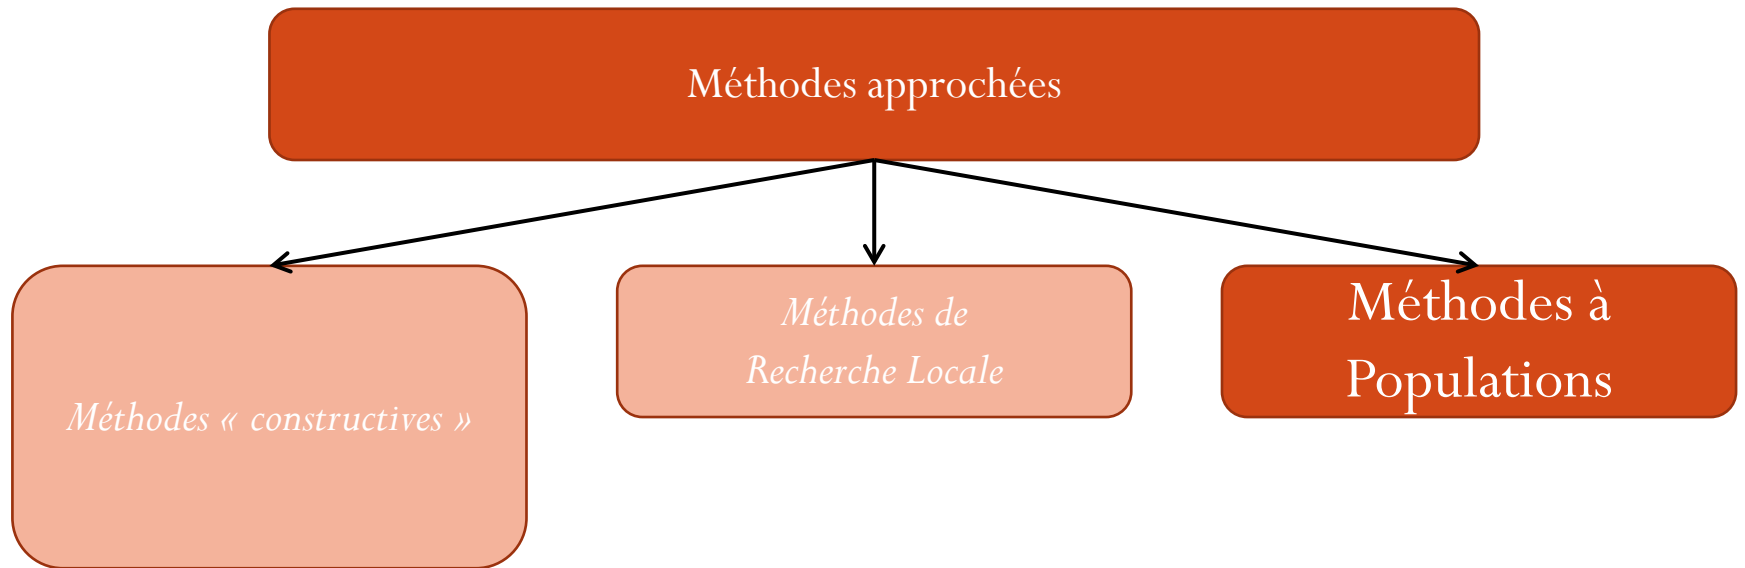 Méthodes approchées
Méthodes « constructives »
Méthodes de
Recherche Locale
Méthodes à
Populations